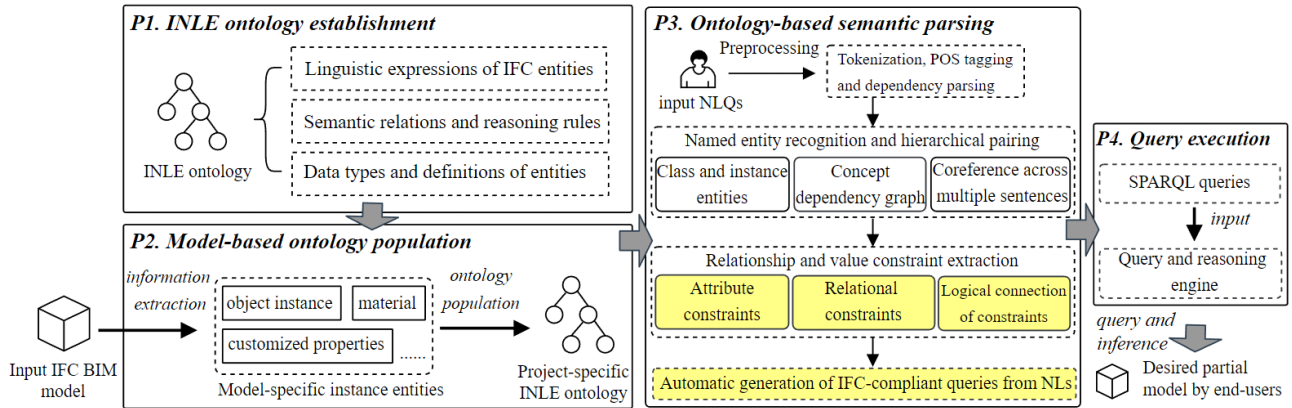 P1. INLE ontology establishment
Linguistic expressions of IFC entities
Semantic relations and reasoning rules
Data types and definitions of entities
INLE ontology
P2. Model-based ontology population
information
extraction
object instance
material
customized properties
......
Model-specific instance entities
ontology
population
Project-specific
INLE ontology
Input IFC BIM
model
P3. Ontology-based semantic parsing
Preprocessing
input NLQs
Tokenization, POS tagging
and dependency parsing
Named entity recognition and hierarchical pairing
Class and instance
entities
Concept
dependency graph
Coreference across
multiple sentences
Relationship and value constraint extraction
Attribute
constraints
Relational
constraints
Logical connection
of constraints
Automatic generation of IFC-compliant queries from NLs
P4. Query execution
SPARQL queries
input
Query and reasoning
engine
query and
inference
Desired partial
model by end-users